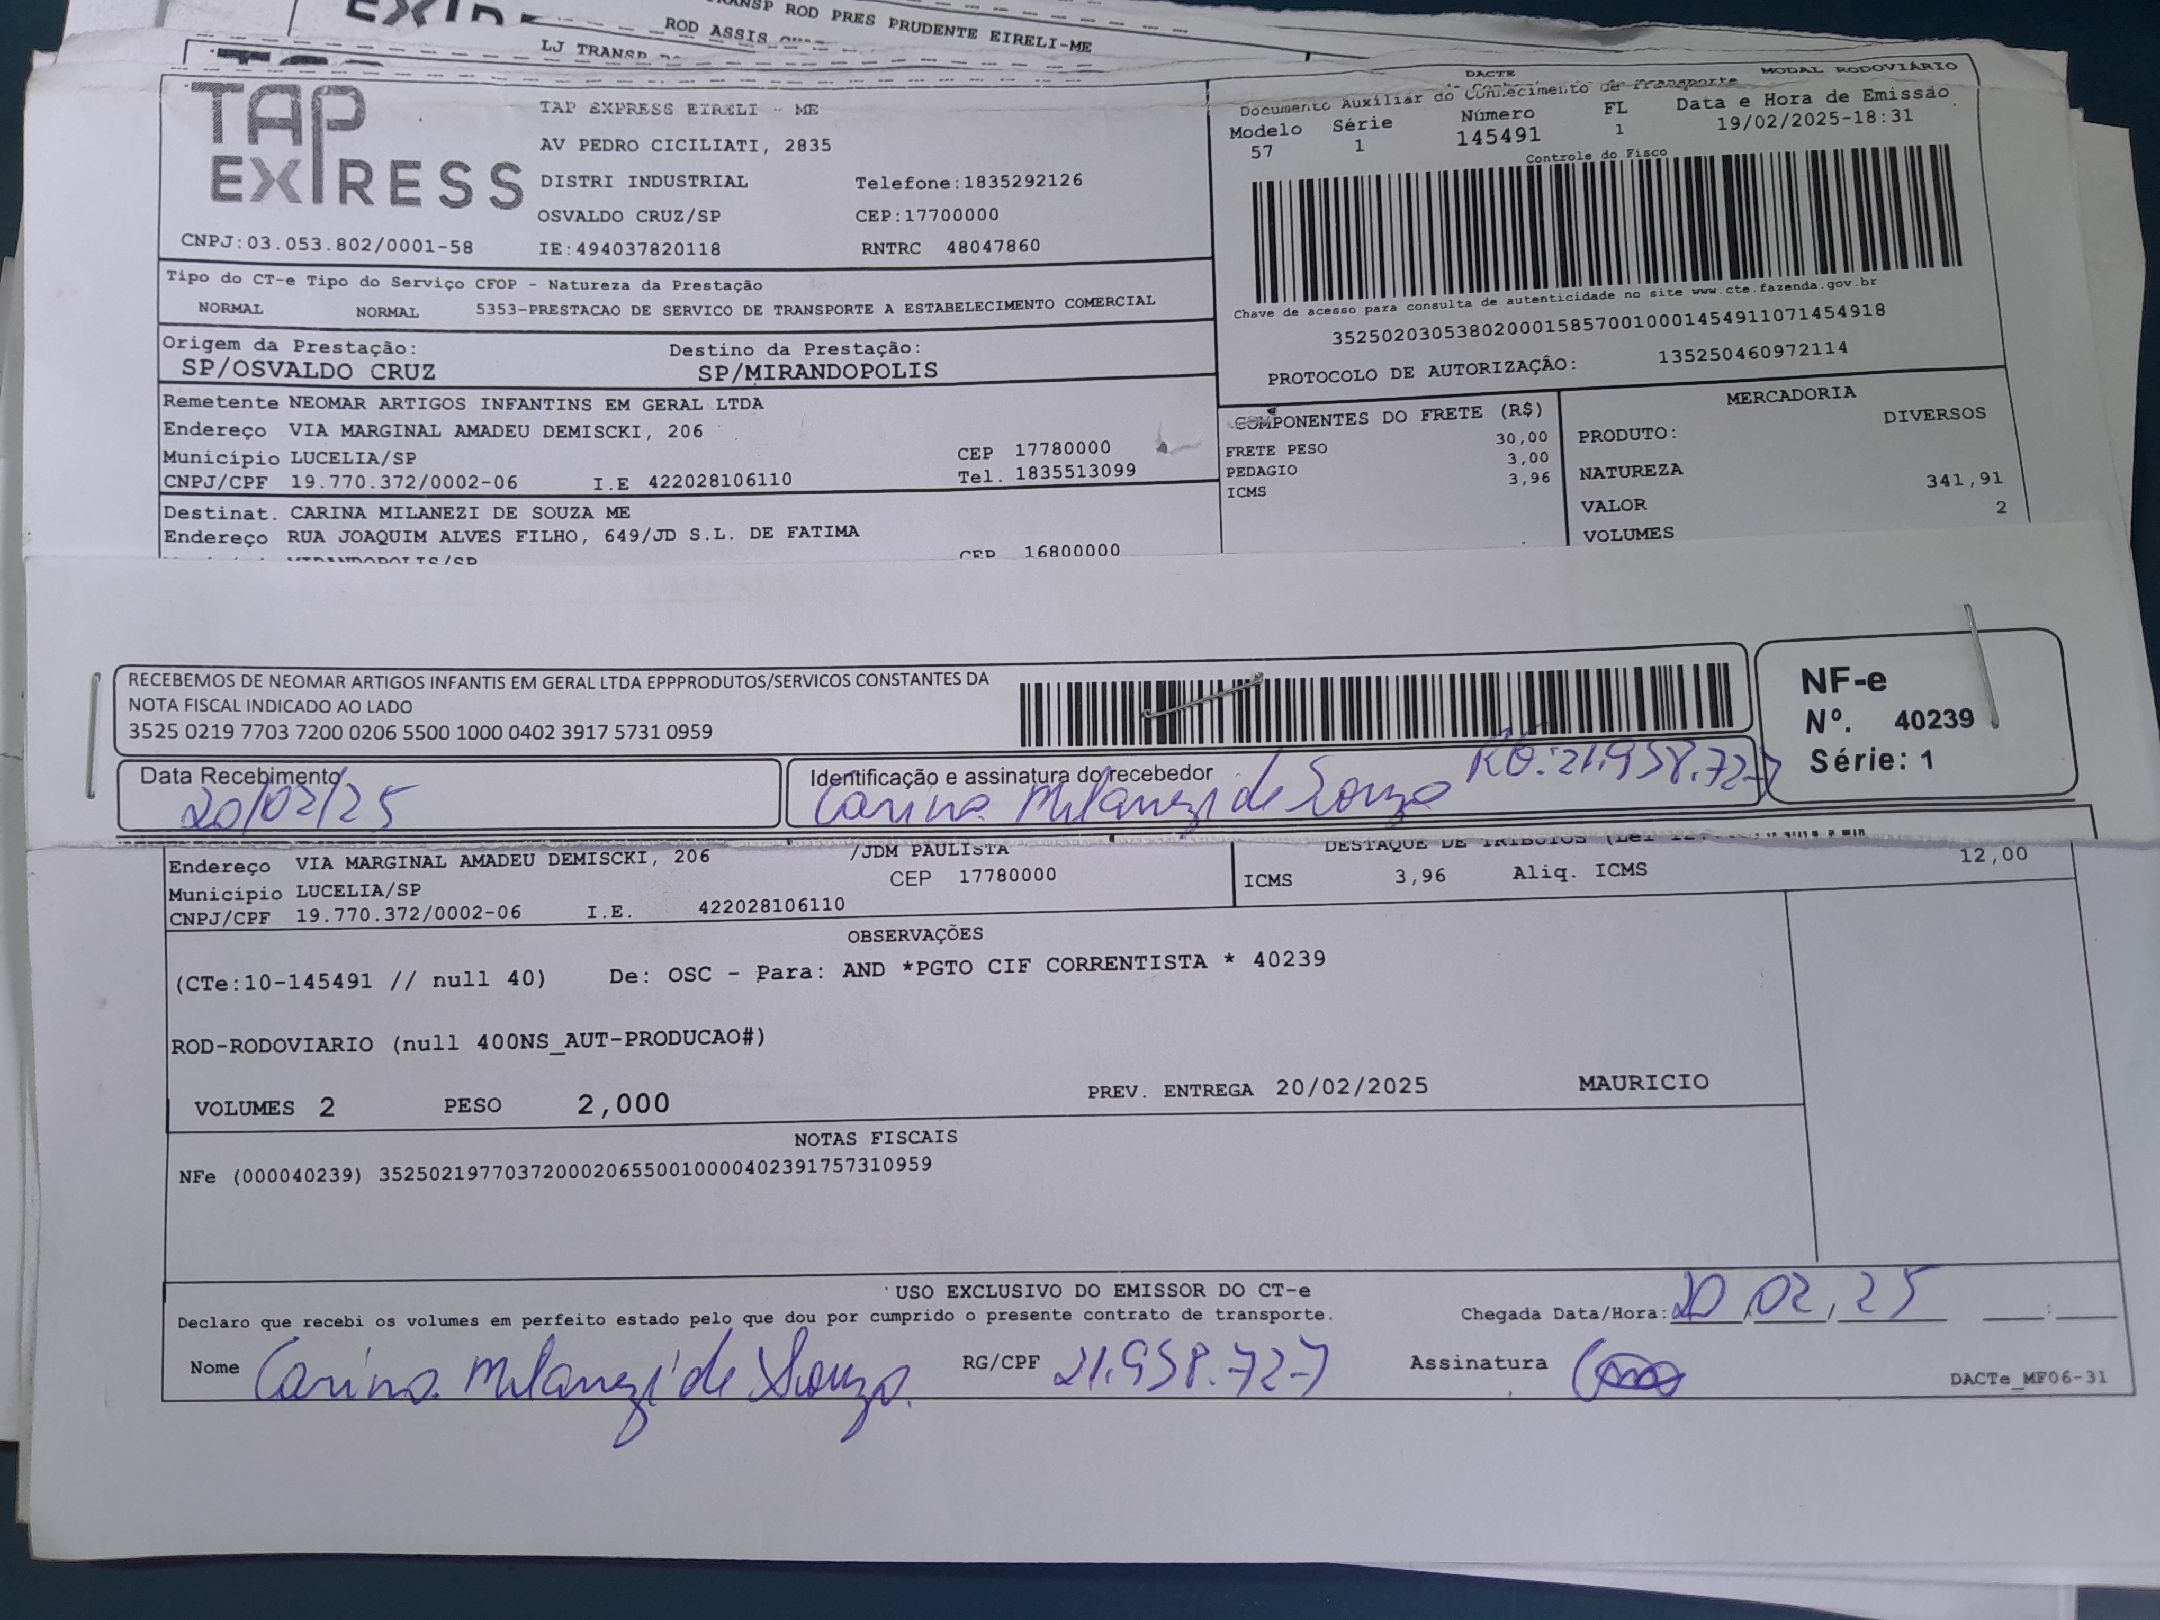 TRANSP ROD PRES PRUDENTE EIRELI-ME
ROD ASSIS
LJ TRANSP
TAP EXPRESS
TAP EXPRESS EIRELI - ME
AV PEDRO CICILIATI, 2835
DISTRI INDUSTRIAL Telefone:1835292126
OSVALDO CRUZ/SP CEP:17700000
CNPJ:03.053.802/0001-58 IE:494037820118 RNTRC 48047860
DACTE MODAL RODOVIÁRIO
Documento Auxiliar do Conhecimento de Transporte
Modelo Série Número FL Data e Hora de Emissão
57 1 145491 1 19/02/2025-18:31
Controle do Fisco
Chave de acesso para consulta de autenticidade no site www.cte.fazenda.gov.br
35250203053802000158570010001454911071454918
PROTOCOLO DE AUTORIZAÇÃO: 135250460972114
Tipo do CT-e Tipo do Serviço CFOP - Natureza da Prestação
NORMAL NORMAL 5353-PRESTACAO DE SERVICO DE TRANSPORTE A ESTABELECIMENTO COMERCIAL
Origem da Prestação: Destino da Prestação:
SP/OSVALDO CRUZ SP/MIRANDOPOLIS
Remetente NEOMAR ARTIGOS INFANTINS EM GERAL LTDA
Endereço VIA MARGINAL AMADEU DEMISCKI, 206
Município LUCELIA/SP CEP 17780000
CNPJ/CPF 19.770.372/0002-06 I.E 422028106110 Tel. 1835513099
Destinat. CARINA MILANEZI DE SOUZA ME
Endereço RUA JOAQUIM ALVES FILHO, 649/JD S.L. DE FATIMA
MIRANDOPOLIS/SP CEP 16800000
COMPONENTES DO FRETE (R$)
FRETE PESO 30,00
PEDAGIO 3,00
ICMS 3,96
MERCADORIA
PRODUTO: DIVERSOS
NATUREZA
VALOR 341,91
VOLUMES 2
RECEBEMOS DE NEOMAR ARTIGOS INFANTIS EM GERAL LTDA EPPPRODUTOS/SERVICOS CONSTANTES DA
NOTA FISCAL INDICADO AO LADO
3525 0219 7703 7200 0206 5500 1000 0402 3917 5731 0959
NF-e
Nº. 40239
Série: 1
Data Recebimento
20/02/25
Identificação e assinatura do recebedor
Carina Milanezi de Souza RG:21.958.727
Endereço VIA MARGINAL AMADEU DEMISCKI, 206 /JDM PAULISTA
Município LUCELIA/SP CEP 17780000
CNPJ/CPF 19.770.372/0002-06 I.E. 422028106110
DESTAQUE DE TRIBUTOS (Lei
ICMS 3,96 Aliq. ICMS 12,00
OBSERVAÇÕES
(CTe:10-145491 // null 40) De: OSC - Para: AND *PGTO CIF CORRENTISTA * 40239
ROD-RODOVIARIO (null 400NS_AUT-PRODUCAO#)
VOLUMES 2 PESO 2,000 PREV. ENTREGA 20/02/2025 MAURICIO
NOTAS FISCAIS
NFe (000040239) 35250219770372000206550010000402391757310959
USO EXCLUSIVO DO EMISSOR DO CT-e
Declaro que recebi os volumes em perfeito estado pelo que dou por cumprido o presente contrato de transporte. Chegada Data/Hora: 20,02,25 :
Nome Carina Milanezi de Souza RG/CPF 21.958.727 Assinatura
DACTe_MF06-31